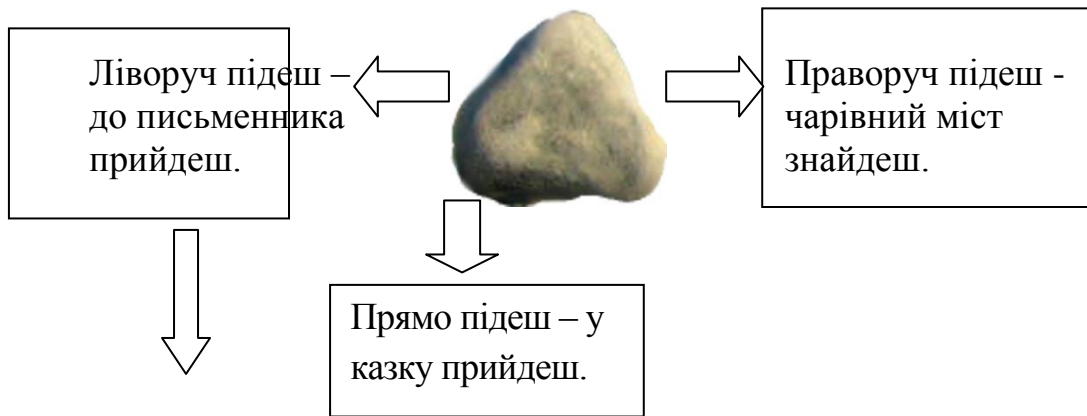 Ліворуч підеш –
до письменника
прийдеш.
Праворуч підеш -
чарівний міст
знайдеш.
Прямо підеш – у
казку прийдеш.